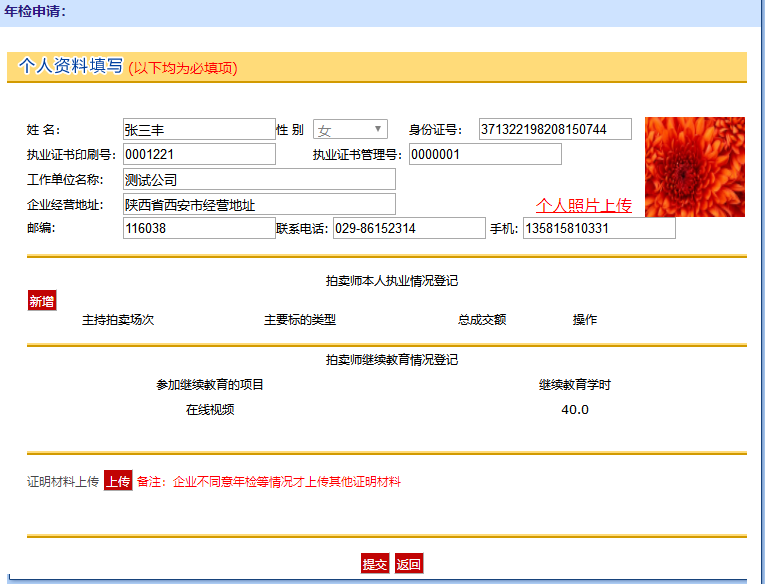 年检申请：
个人资料填写 (以下均为必填项)
姓 名： 张三丰 性 别 女 身份证号： 371322198208150744
执业证书印刷号： 0001221 执业证书管理号： 0000001
工作单位名称： 测试公司
企业经营地址： 陕西省西安市经营地址 个人照片上传
邮编： 116038 联系电话： 029-86152314 手机： 135815810331
拍卖师本人执业情况登记
新增
主持拍卖场次 主要标的类型 总成交额 操作
拍卖师继续教育情况登记
参加继续教育的项目 继续教育学时
在线视频 40.0
证明材料上传 上传 备注：企业不同意年检等情况才上传其他证明材料
提交 返回